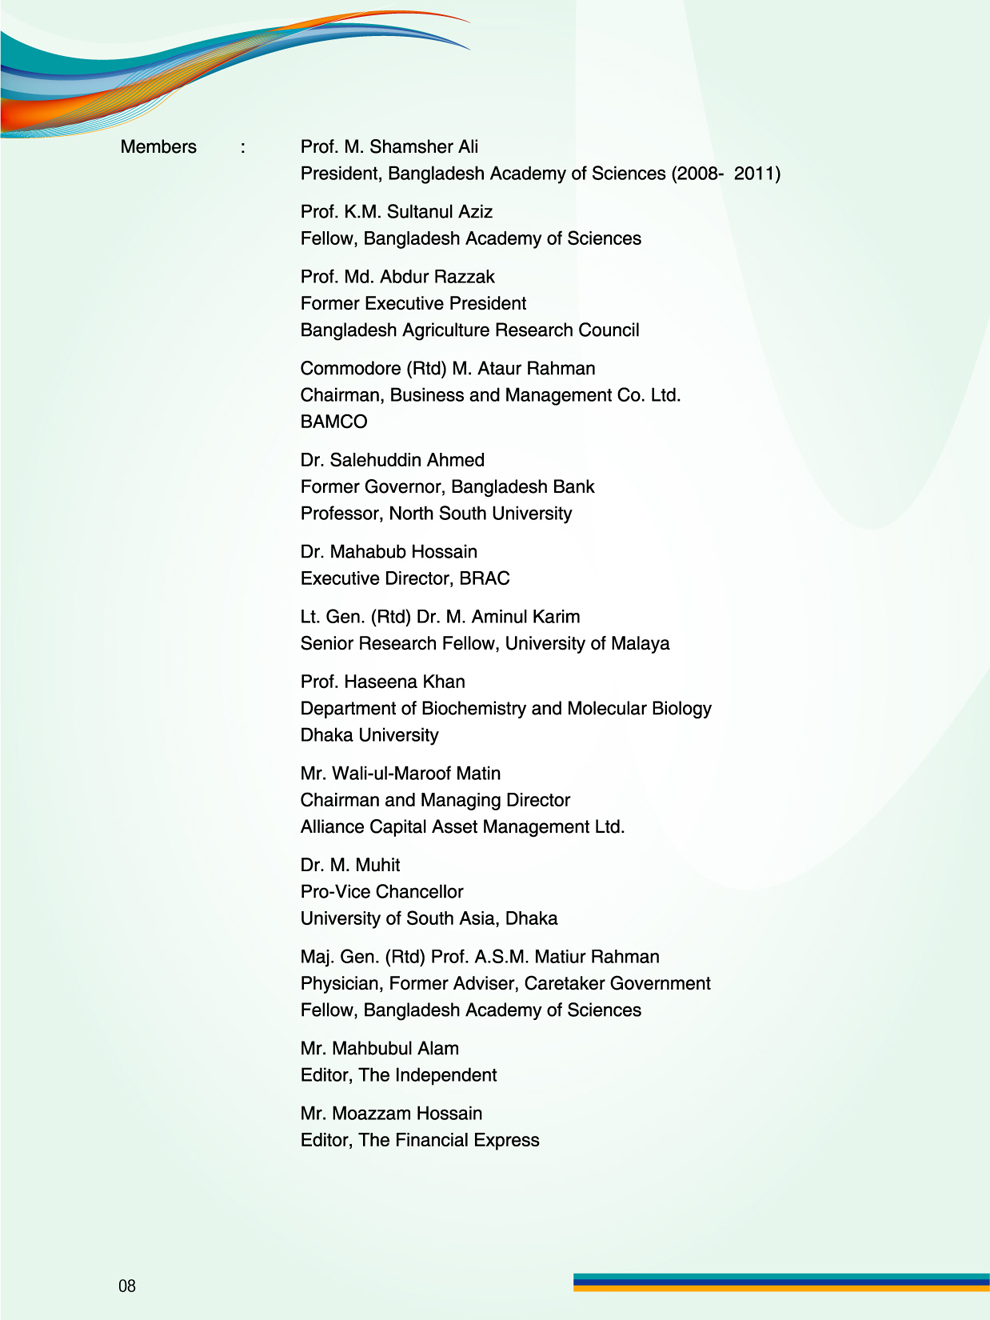 Members : Prof. M. Shamsher Ali
President, Bangladesh Academy of Sciences (2008- 2011)
Prof. K.M. Sultanul Aziz
Fellow, Bangladesh Academy of Sciences
Prof. Md. Abdur Razzak
Former Executive President
Bangladesh Agriculture Research Council
Commodore (Rtd) M. Ataur Rahman
Chairman, Business and Management Co. Ltd.
BAMCO
Dr. Salehuddin Ahmed
Former Governor, Bangladesh Bank
Professor, North South University
Dr. Mahabub Hossain
Executive Director, BRAC
Lt. Gen. (Rtd) Dr. M. Aminul Karim
Senior Research Fellow, University of Malaya
Prof. Haseena Khan
Department of Biochemistry and Molecular Biology
Dhaka University
Mr. Wali-ul-Maroof Matin
Chairman and Managing Director
Alliance Capital Asset Management Ltd.
Dr. M. Muhit
Pro-Vice Chancellor
University of South Asia, Dhaka
Maj. Gen. (Rtd) Prof. A.S.M. Matiur Rahman
Physician, Former Adviser, Caretaker Government
Fellow, Bangladesh Academy of Sciences
Mr. Mahbubul Alam
Editor, The Independent
Mr. Moazzam Hossain
Editor, The Financial Express
08